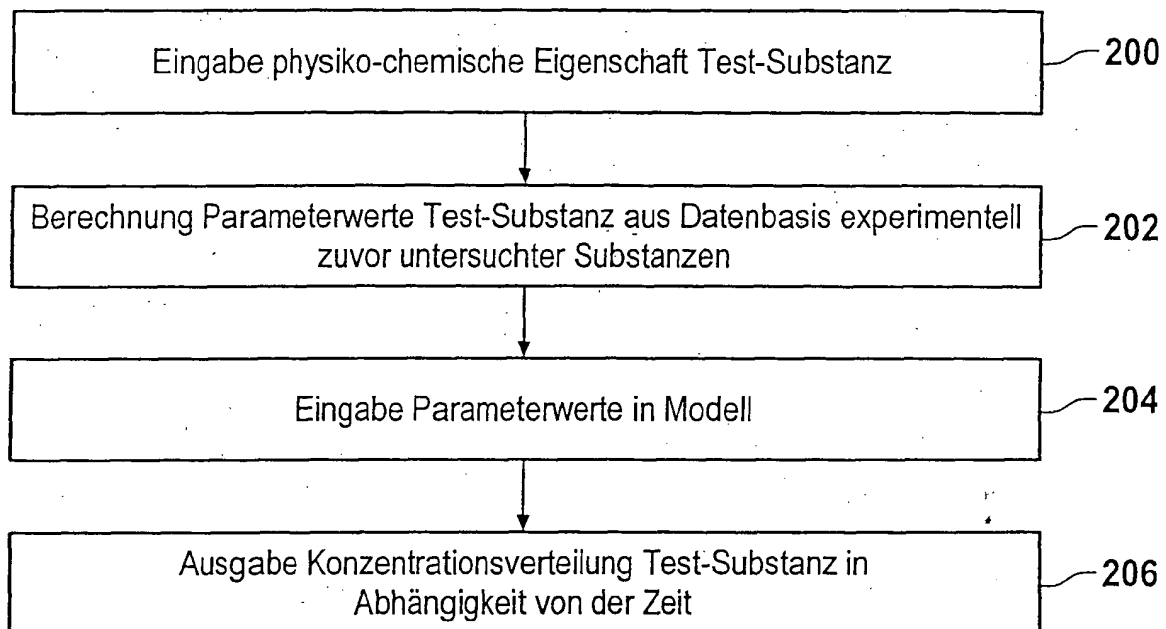 Eingabe physiko-chemische Eigenschaft Test-Substanz
200
Berechnung Parameterwerte Test-Substanz aus Datenbasis experimentell
zuvor untersuchter Substanzen
202
Eingabe Parameterwerte in Modell
204
Ausgabe Konzentrationsverteilung Test-Substanz in
Abhängigkeit von der Zeit
206